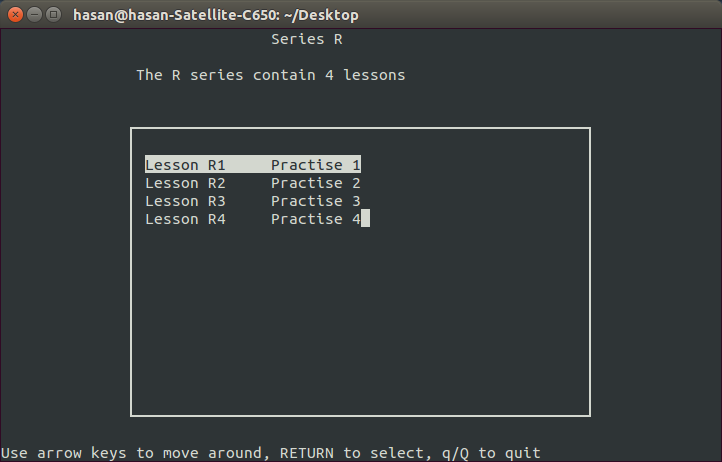 hasan@hasan-Satellite-C650: ~/Desktop
Series R
The R series contain 4 lessons
Lesson R1     Practise 1
Lesson R2     Practise 2
Lesson R3     Practise 3
Lesson R4     Practise 4
Use arrow keys to move around, RETURN to select, q/Q to quit